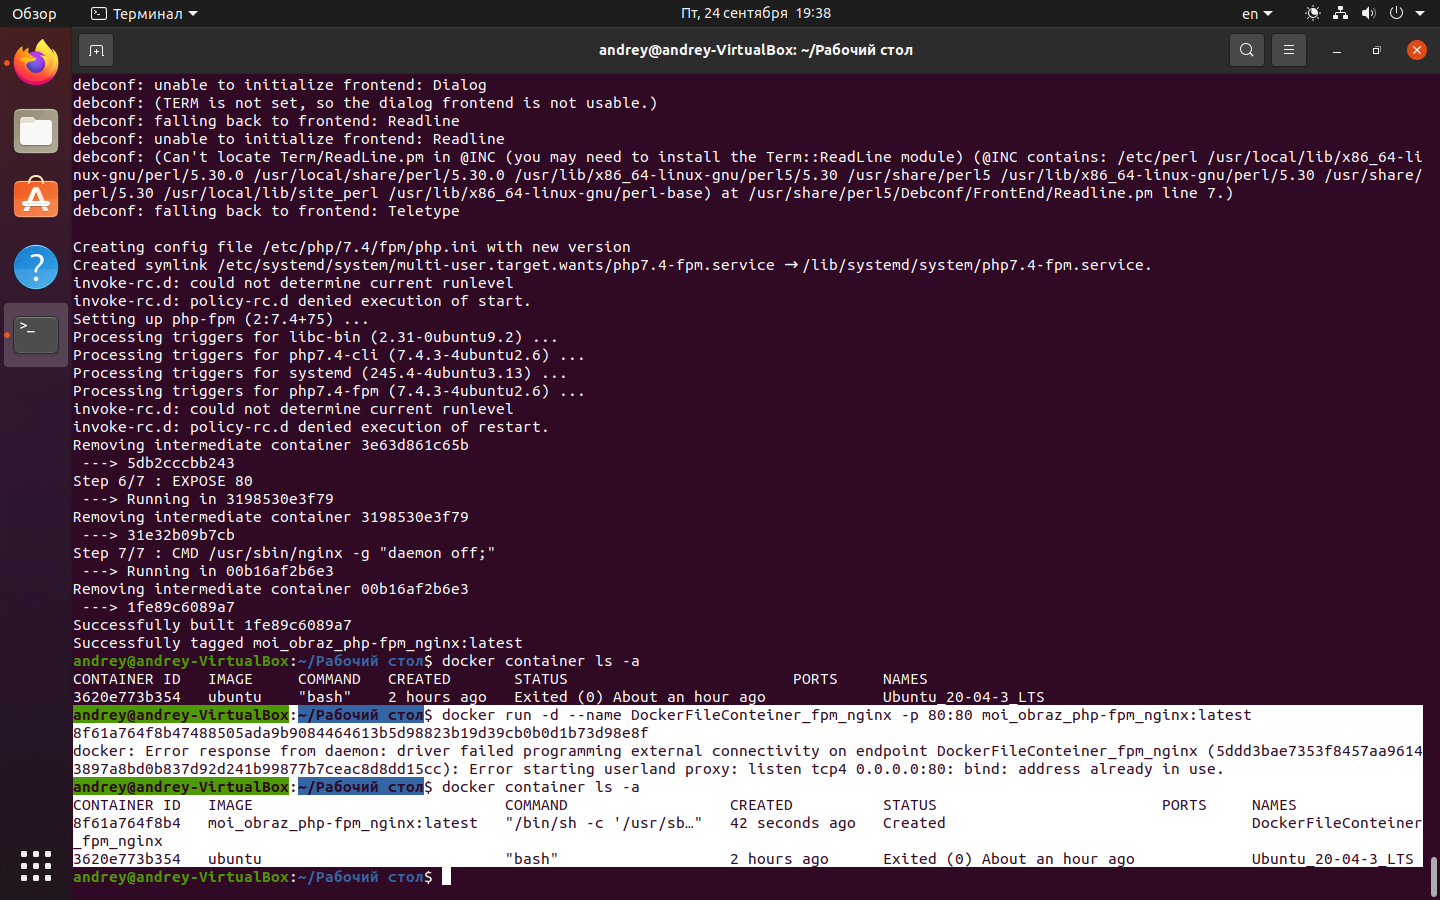 Обзор
Терминал
Пт, 24 сентября 19:38
en
andrey@andrey-VirtualBox: ~/Рабочий стол
debconf: unable to initialize frontend: Dialog
debconf: (TERM is not set, so the dialog frontend is not usable.)
debconf: falling back to frontend: Readline
debconf: unable to initialize frontend: Readline
debconf: (Can't locate Term/ReadLine.pm in @INC (you may need to install the Term::ReadLine module) (@INC contains: /etc/perl /usr/local/lib/x86_64-li
nux-gnu/perl/5.30.0 /usr/local/share/perl/5.30.0 /usr/lib/x86_64-linux-gnu/perl5/5.30 /usr/share/perl5 /usr/lib/x86_64-linux-gnu/perl/5.30 /usr/share/
perl/5.30 /usr/local/lib/site_perl /usr/lib/x86_64-linux-gnu/perl-base) at /usr/share/perl5/Debconf/FrontEnd/Readline.pm line 7.)
debconf: falling back to frontend: Teletype
Creating config file /etc/php/7.4/fpm/php.ini with new version
Created symlink /etc/systemd/system/multi-user.target.wants/php7.4-fpm.service → /lib/systemd/system/php7.4-fpm.service.
invoke-rc.d: could not determine current runlevel
invoke-rc.d: policy-rc.d denied execution of start.
Setting up php-fpm (2:7.4+75) ...
Processing triggers for libc-bin (2.31-0ubuntu9.2) ...
Processing triggers for php7.4-cli (7.4.3-4ubuntu2.6) ...
Processing triggers for systemd (245.4-4ubuntu3.13) ...
Processing triggers for php7.4-fpm (7.4.3-4ubuntu2.6) ...
invoke-rc.d: could not determine current runlevel
invoke-rc.d: policy-rc.d denied execution of restart.
Removing intermediate container 3e63d861c65b
 ---> 5db2cccbb243
Step 6/7 : EXPOSE 80
 ---> Running in 3198530e3f79
Removing intermediate container 3198530e3f79
 ---> 31e32b09b7cb
Step 7/7 : CMD /usr/sbin/nginx -g "daemon off;"
 ---> Running in 00b16af2b6e3
Removing intermediate container 00b16af2b6e3
 ---> 1fe89c6089a7
Successfully built 1fe89c6089a7
Successfully tagged moi_obraz_php-fpm_nginx:latest
andrey@andrey-VirtualBox:~/Рабочий стол$ docker container ls -a
CONTAINER ID   IMAGE     COMMAND   CREATED       STATUS                         PORTS     NAMES
3620e773b354   ubuntu    "bash"    2 hours ago   Exited (0) About an hour ago             Ubuntu_20-04-3_LTS
andrey@andrey-VirtualBox:~/Рабочий стол$ docker run -d --name DockerFileConteiner_fpm_nginx -p 80:80 moi_obraz_php-fpm_nginx:latest
8f61a764f8b47488505ada9b9084464613b5d98823b19d39cb0b0d1b73d98e8f
docker: Error response from daemon: driver failed programming external connectivity on endpoint DockerFileConteiner_fpm_nginx (5ddd3bae7353f8457aa9614
3897a8bd0b837d92d241b99877b7ceac8d8dd15cc): Error starting userland proxy: listen tcp4 0.0.0.0:80: bind: address already in use.
andrey@andrey-VirtualBox:~/Рабочий стол$ docker container ls -a
CONTAINER ID   IMAGE                            COMMAND                  CREATED          STATUS                         PORTS     NAMES
8f61a764f8b4   moi_obraz_php-fpm_nginx:latest   "/bin/sh -c '/usr/sb…"   42 seconds ago   Created                                  DockerFileConteiner
_fpm_nginx
3620e773b354   ubuntu                           "bash"                   2 hours ago      Exited (0) About an hour ago             Ubuntu_20-04-3_LTS
andrey@andrey-VirtualBox:~/Рабочий стол$